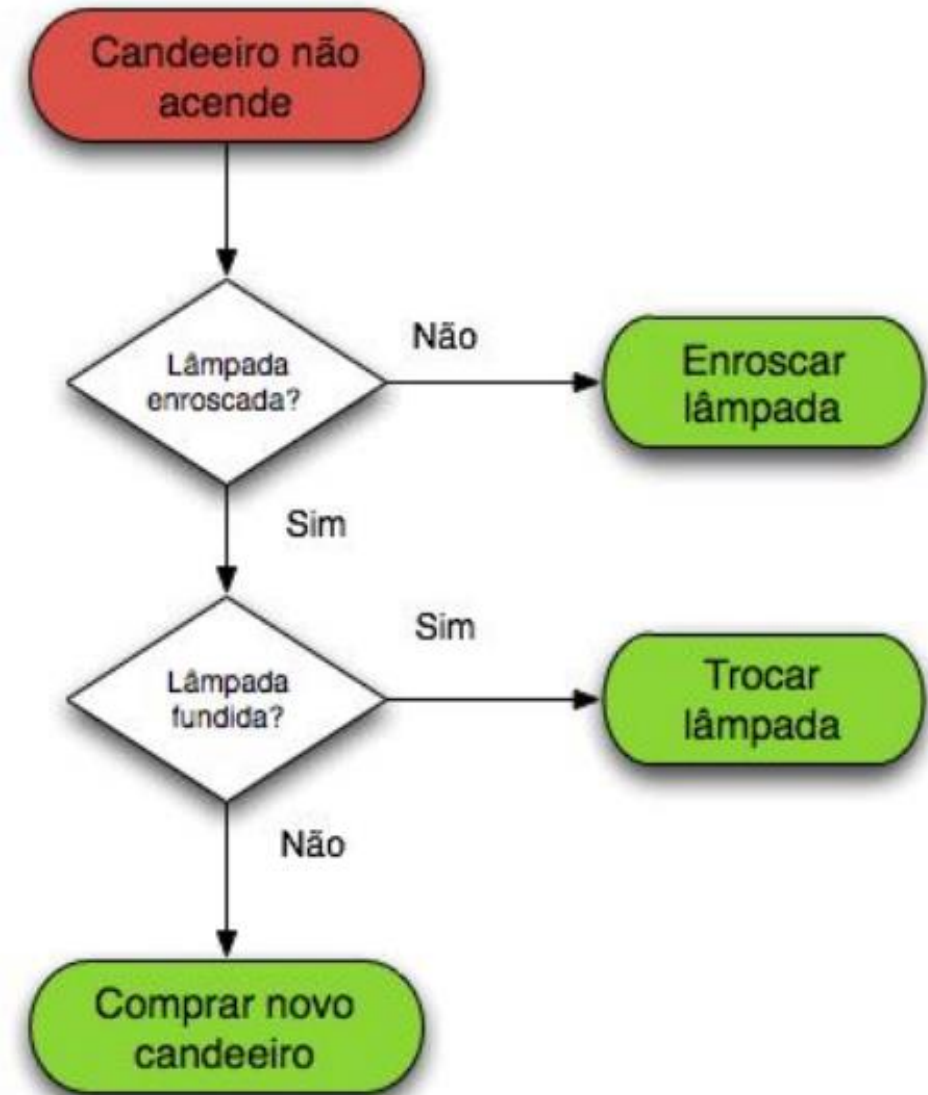 Candeeiro não
acende
Lâmpada
enroscada?
Não
Enroscar
lâmpada
Sim
Lâmpada
fundida?
Sim
Trocar
lâmpada
Não
Comprar novo
candeeiro